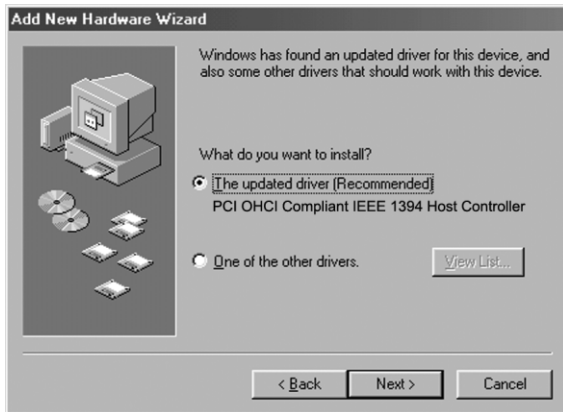 Add New Hardware Wizard
Windows has found an updated driver for this device, and
also some other drivers that should work with this device.
What do you want to install?
The updated driver (Recommended)
PCI OHCI Compliant IEEE 1394 Host Controller
One of the other drivers.
View List...
< Back
Next >
Cancel